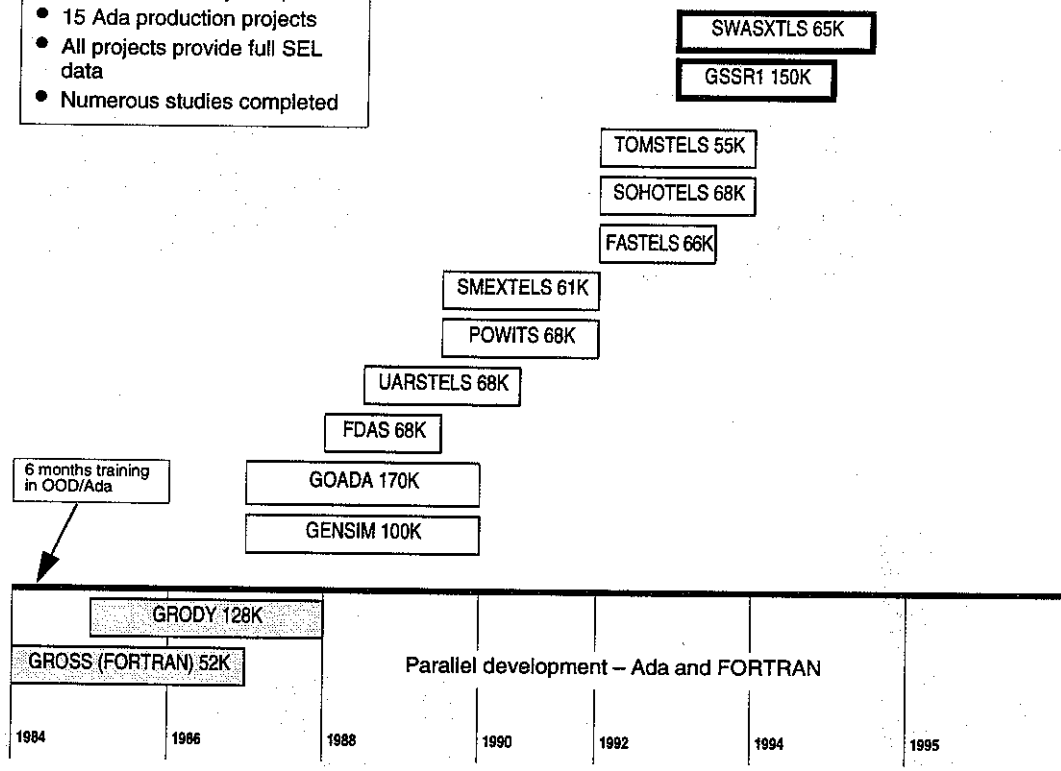 • 15 Ada production projects
• All projects provide full SEL
data
• Numerous studies completed
SWASXTLS 65K
GSSR1 150K
TOMSTELS 55K
SOHOTELS 68K
FASTELS 66K
SMEXTELS 61K
POWITS 68K
UARSTELS 68K
FDAS 68K
6 months training
in OOD/Ada
GOADA 170K
GENSIM 100K
GRODY 128K
GROSS (FORTRAN) 52K
Parallel development – Ada and FORTRAN
1984
1986
1988
1990
1992
1994
1995